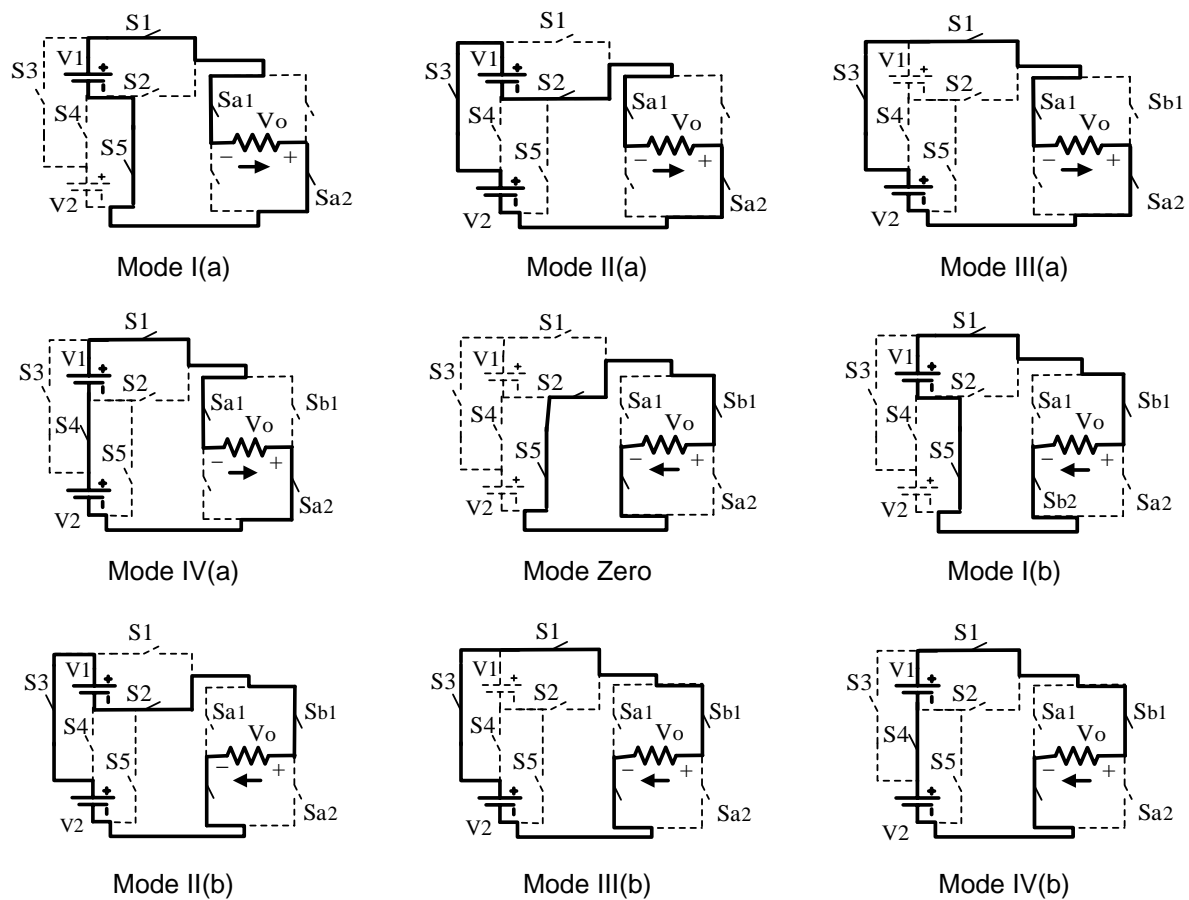 S1
V1
S3
S2
S4
Sa1
Vo
S5
− +
V2
Sa2
Mode I(a)
S1
V1
S3
S2
S4
Sa1
Vo
S5
− +
Sa2
V2
Mode II(a)
S1
V1
S3
S2
S4
Sa1
Sb1
Vo
S5
− +
Sa2
V2
Mode III(a)
S1
V1
S3
S2
Sa1
Sb1
S4
Vo
S5
− +
Sa2
V2
Mode IV(a)
S1
V1
S3
S2
Sa1
Sb1
S4
Vo
S5
− +
V2
Sa2
Mode Zero
S1
V1
S3
S2
Sa1
Sb1
S4
Vo
S5
− +
Sb2
Sa2
V2
Mode I(b)
S1
V1
S3
S2
Sa1
Sb1
S4
Vo
S5
− +
Sa2
V2
Mode II(b)
S1
V1
S3
S2
Sa1
Sb1
S4
Vo
S5
− +
Sa2
V2
Mode III(b)
S1
V1
S3
S2
Sa1
Sb1
S4
Vo
S5
− +
Sa2
V2
Mode IV(b)